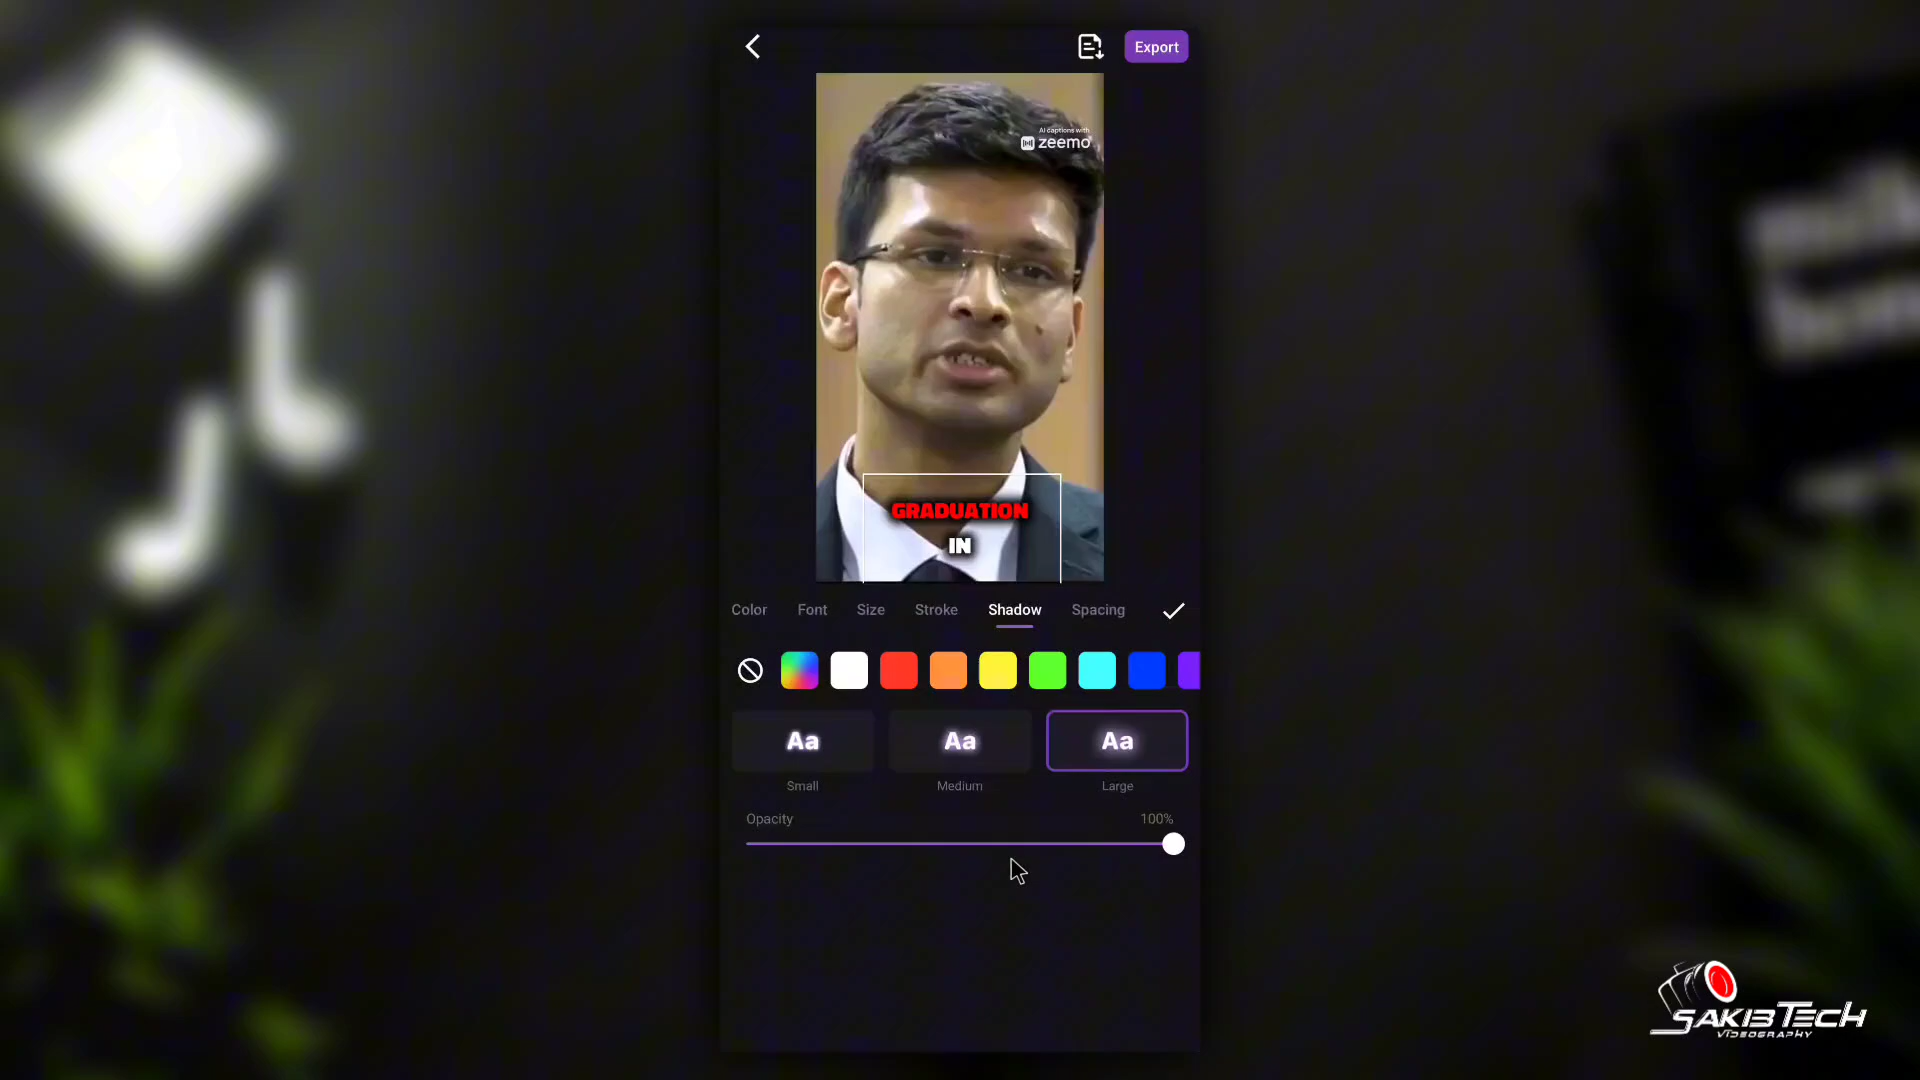 Export
AI captions with
zeemo
GRADUATION
IN
Color Font Size Stroke Shadow Spacing
Aa Aa Aa
Small Medium Large
Opacity 100%
SAKIBTECH
VIDEOGRAPHY